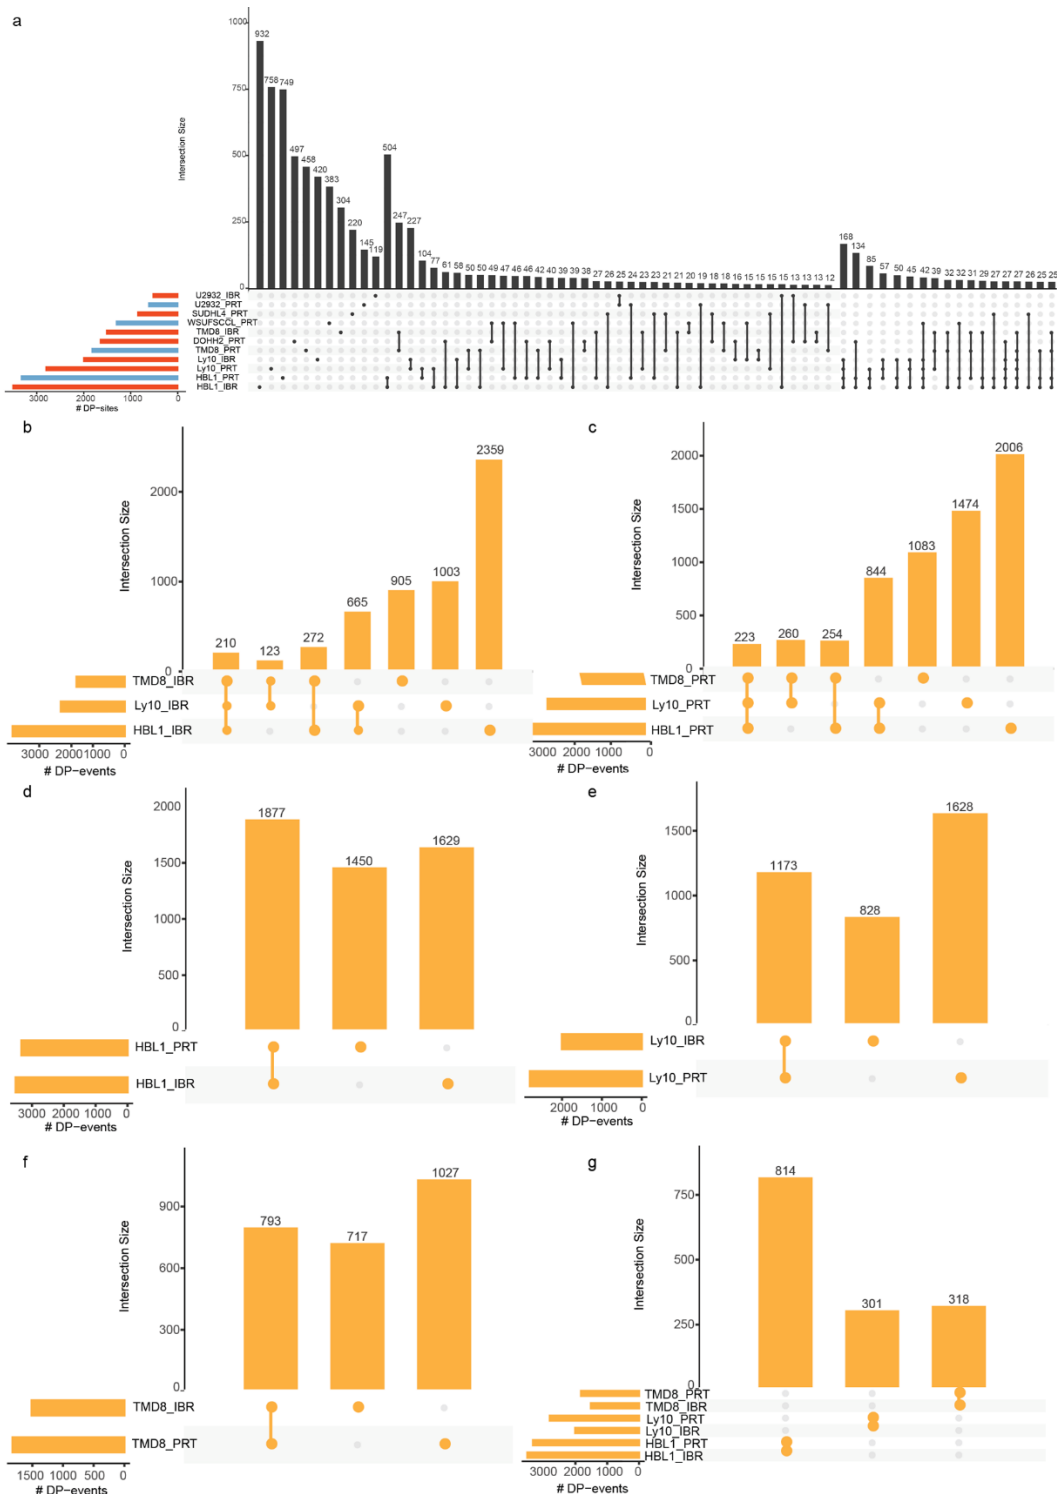 a
1000
750
500
250
0
Intersection Size
932
758 749
497
458
420
383
304
220
145
119
504
247
227
104
77
61 58 50 50 49 47 46 46 42 40 39 39 38 27 26 25 24 23 23 21 21 20 19 18 18 16 15 15 15 15 13 13 13 12
168
134
85
57 50 45 42 39 32 32 31 29 27 27 27 26 25 25
U2932_IBR
U2932_PRT
SUDHL4_PRT
WSUFSCCL_PRT
TMD8_IBR
DOHH2_PRT
TMD8_PRT
Ly10_IBR
Ly10_PRT
HBL1_PRT
HBL1_IBR
3000 2000 1000 0
# DP-sites
b
2000
1000
0
Intersection Size
210
123
272
665
905
1003
2359
TMD8_IBR
Ly10_IBR
HBL1_IBR
3000 2000 1000 0
# DP-events
c
2000
1500
1000
500
0
Intersection Size
223
260
254
844
1083
1474
2006
TMD8_PRT
Ly10_PRT
HBL1_PRT
3000 2000 1000 0
# DP-events
d
2000
1500
1000
500
0
Intersection Size
1877
1450
1629
HBL1_PRT
HBL1_IBR
3000 2000 1000 0
# DP-events
e
1500
1000
500
0
Intersection Size
1173
828
1628
Ly10_IBR
Ly10_PRT
2000 1000 0
# DP-events
f
900
600
300
0
Intersection Size
793
717
1027
TMD8_IBR
TMD8_PRT
1500 1000 500 0
# DP-events
g
750
500
250
0
Intersection Size
814
301
318
TMD8_PRT
TMD8_IBR
Ly10_PRT
Ly10_IBR
HBL1_PRT
HBL1_IBR
3000 2000 1000 0
# DP-events